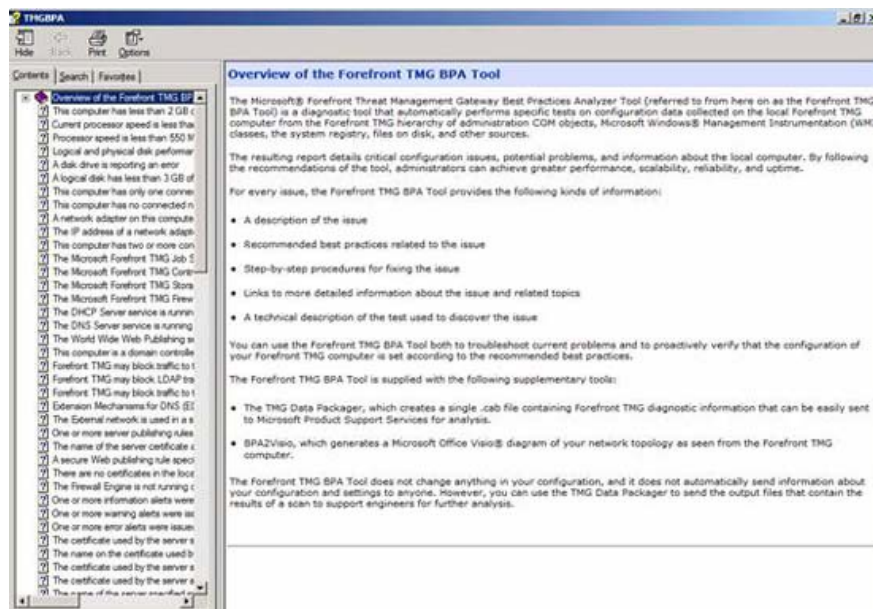 TMGBPA
Hide Back Print Options
Contents Search Favorites
Overview of the Forefront TMG BP
This computer has less than 2 GB
Current processor speed is less tha
Processor speed is less than 550 M
Logical and physical disk performar
A disk drive is reporting an error
A logical disk has less than 3 GB of
This computer has only one connec
This computer has no connected n
A network adapter on this compute
The IP address of a network adapt
This computer has two or more con
The Microsoft Forefront TMG Job S
The Microsoft Forefront TMG Contr
The Microsoft Forefront TMG Stora
The Microsoft Forefront TMG Firew
The DHCP Server service is runnin
The DNS Server service is running
The World Wide Web Publishing se
This computer is a domain controlle
Forefront TMG may block traffic to t
Forefront TMG may block LDAP tra
Forefront TMG may block traffic to t
Extension Mechanisms for DNS (ED
The External network is used in a s
One or more server publishing rules
The name of the server certificate
A secure Web publishing rule speci
There are no certificates in the loca
The Firewall Engine is not running
One or more information alerts were
One or more warning alerts were iss
One or more error alerts were issued
The certificate used by the server s
The name on the certificate used b
The certificate used by the server s
The certificate used by the server s
The name of the server specified
Overview of the Forefront TMG BPA Tool
The Microsoft® Forefront Threat Management Gateway Best Practices Analyzer Tool (referred to from here on as the Forefront TMG
BPA Tool) is a diagnostic tool that automatically performs specific tests on configuration data collected on the local Forefront TMG
computer from the Forefront TMG hierarchy of administration COM objects, Microsoft Windows® Management Instrumentation (WMI
classes, the system registry, files on disk, and other sources.
The resulting report details critical configuration issues, potential problems, and information about the local computer. By following
the recommendations of the tool, administrators can achieve greater performance, scalability, reliability, and uptime.
For every issue, the Forefront TMG BPA Tool provides the following kinds of information:
• A description of the issue
• Recommended best practices related to the issue
• Step-by-step procedures for fixing the issue
• Links to more detailed information about the issue and related topics
• A technical description of the test used to discover the issue
You can use the Forefront TMG BPA Tool both to troubleshoot current problems and to proactively verify that the configuration of
your Forefront TMG computer is set according to the recommended best practices.
The Forefront TMG BPA Tool is supplied with the following supplementary tools:
• The TMG Data Packager, which creates a single .cab file containing Forefront TMG diagnostic information that can be easily sent
to Microsoft Product Support Services for analysis.
• BPA2Visio, which generates a Microsoft Office Visio® diagram of your network topology as seen from the Forefront TMG
computer.
The Forefront TMG BPA Tool does not change anything in your configuration, and it does not automatically send information about
your configuration and settings to anyone. However, you can use the TMG Data Packager to send the output files that contain the
results of a scan to support engineers for further analysis.